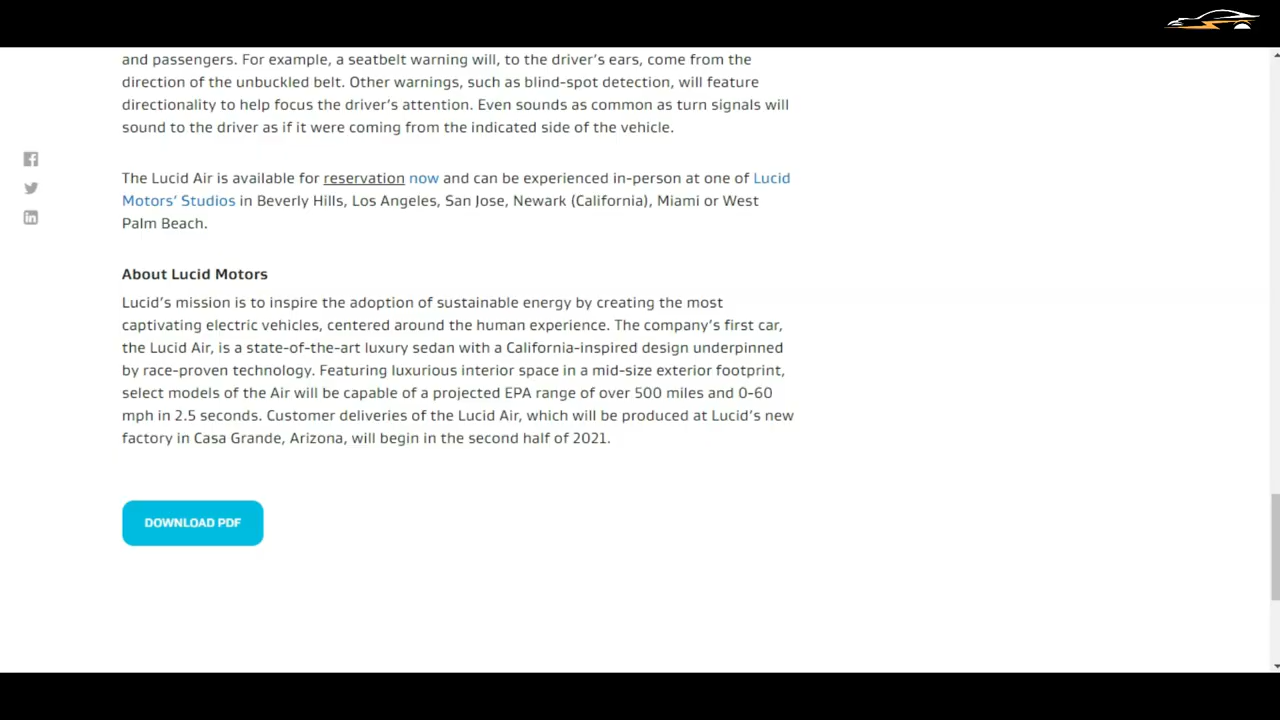 and passengers. For example, a seatbelt warning will, to the driver's ears, come from the
direction of the unbuckled belt. Other warnings, such as blind-spot detection, will feature
directionality to help focus the driver's attention. Even sounds as common as turn signals will
sound to the driver as if it were coming from the indicated side of the vehicle.
The Lucid Air is available for reservation now and can be experienced in-person at one of Lucid
Motors' Studios in Beverly Hills, Los Angeles, San Jose, Newark (California), Miami or West
Palm Beach.
About Lucid Motors
Lucid's mission is to inspire the adoption of sustainable energy by creating the most
captivating electric vehicles, centered around the human experience. The company's first car,
the Lucid Air, is a state-of-the-art luxury sedan with a California-inspired design underpinned
by race-proven technology. Featuring luxurious interior space in a mid-size exterior footprint,
select models of the Air will be capable of a projected EPA range of over 500 miles and 0-60
mph in 2.5 seconds. Customer deliveries of the Lucid Air, which will be produced at Lucid's new
factory in Casa Grande, Arizona, will begin in the second half of 2021.
DOWNLOAD PDF